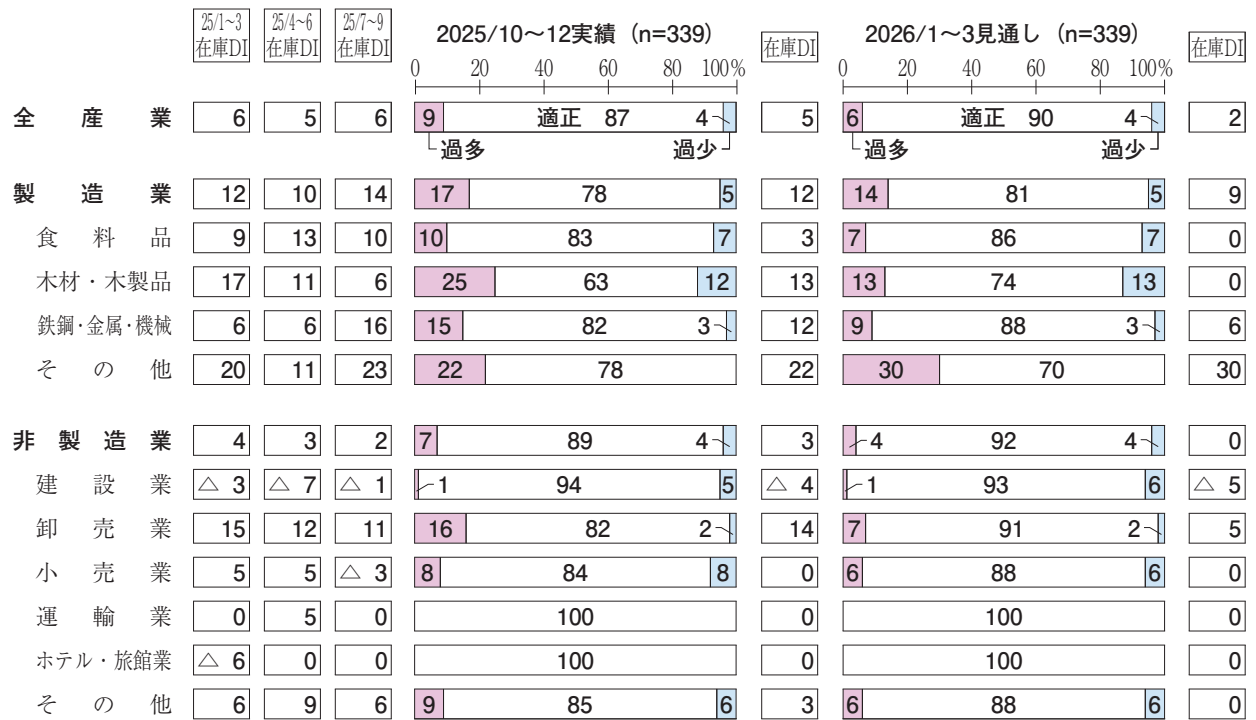 25/1~3 在庫DI 25/4~6 在庫DI 25/7~9 在庫DI 2025/10～12実績 (n=339) 在庫DI 2026/1～3見通し (n=339) 在庫DI
0 20 40 60 80 100% 0 20 40 60 80 100%
全産業 6 5 6 9 適正 87 4 5 6 適正 90 4 2
過多 過少 過多 過少
製造業 12 10 14 17 78 5 12 14 81 5 9
食料品 9 13 10 10 83 7 3 7 86 7 0
木材・木製品 17 11 6 25 63 12 13 13 74 13 0
鉄鋼・金属・機械 6 6 16 15 82 3 12 9 88 3 6
その他 20 11 23 22 78 22 30 70 30
非製造業 4 3 2 7 89 4 3 4 92 4 0
建設業 △ 3 △ 7 △ 1 1 94 5 △ 4 1 93 6 △ 5
卸売業 15 12 11 16 82 2 14 7 91 2 5
小売業 5 5 △ 3 8 84 8 0 6 88 6 0
運輸業 0 5 0 100 0 100 0
ホテル・旅館業 △ 6 0 0 100 0 100 0
その他 6 9 6 9 85 6 3 6 88 6 0